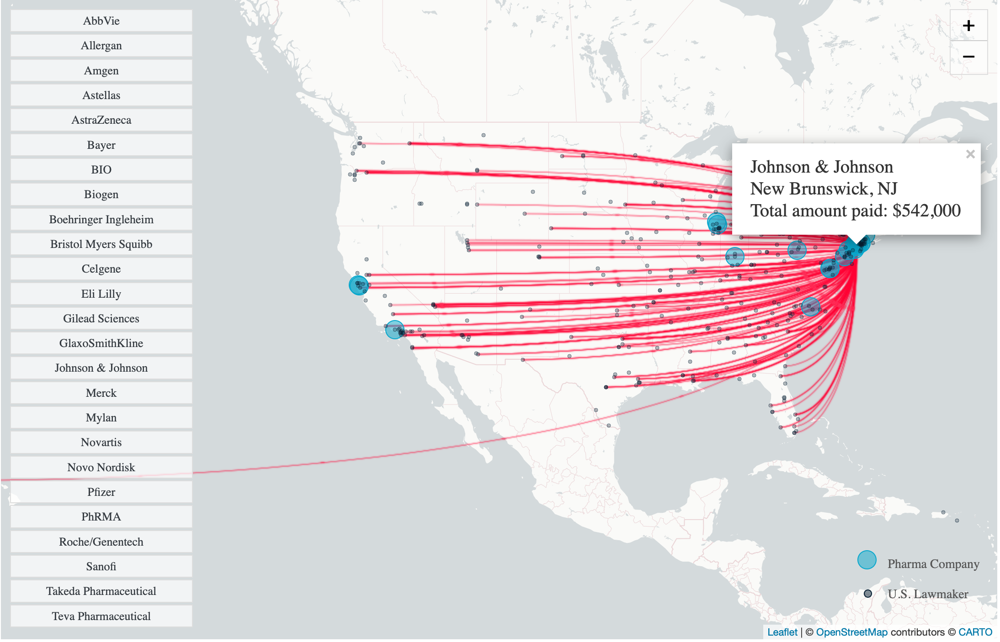 AbbVie
Allergan
Amgen
Astellas
AstraZeneca
Bayer
BIO
Biogen
Boehringer Ingleheim
Bristol Myers Squibb
Celgene
Eli Lilly
Gilead Sciences
GlaxoSmithKline
Johnson & Johnson
Merck
Mylan
Novartis
Novo Nordisk
Pfizer
PhRMA
Roche/Genentech
Sanofi
Takeda Pharmaceutical
Teva Pharmaceutical
+
−
×
Johnson & Johnson
New Brunswick, NJ
Total amount paid: $542,000
Pharma Company
U.S. Lawmaker
Leaflet | © OpenStreetMap contributors © CARTO